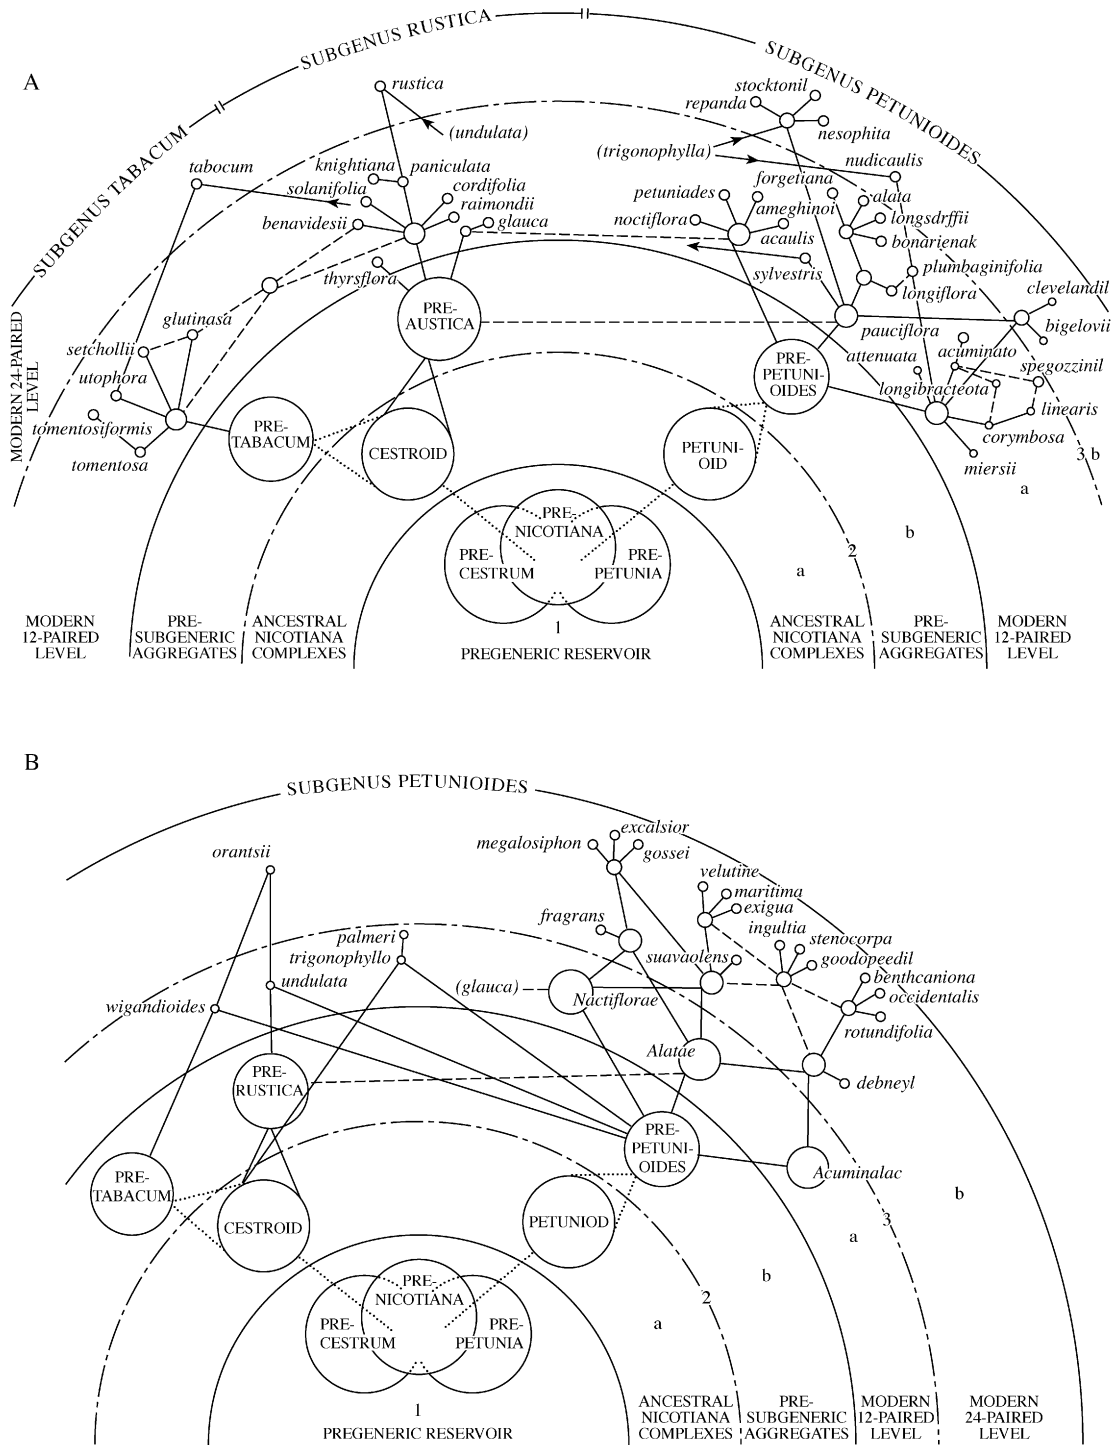 A
SUBGENUS TABACUM
SUBGENUS RUSTICA
SUBGENUS PETUNIOIDES
rustica
(undulata)
stocktonil
repanda
nesophita
(trigonophylla)
nudicaulis
tabocum
knightiana
paniculata
solanifolia
cordifolia
raimondii
benavidesii
glauca
thyrsflora
petuniades
forgetiana
alata
noctiflora
ameghinoi
longsdrffii
acaulis
bonarienak
sylvestris
plumbaginifolia
longiflora
clevelandil
bigelovii
pauciflora
PRE-
AUSTICA
glutinasa
setchollii
utophora
tomentosiformis
tomentosa
MODERN 24-PAIRED
LEVEL
attenuata
acuminato
spegozzinil
longibracteota
linaris
corymbosa
miersii
PRE-
PETUNI-
OIDES
PRE-
TABACUM
CESTROID
PETUNI-
OID
3 b
a
b
2
a
PRE-
NICOTIANA
PRE-
CESTRUM
PRE-
PETUNIA
1
PREGENERIC RESERVOIR
MODERN
12-PAIRED
LEVEL
PRE-
SUBGENERIC
AGGREGATES
ANCESTRAL
NICOTIANA
COMPLEXES
ANCESTRAL
NICOTIANA
COMPLEXES
PRE-
SUBGENERIC
AGGREGATES
MODERN
12-PAIRED
LEVEL
B
SUBGENUS PETUNIOIDES
orantsii
megalosiphon
excalsior
gossei
velutine
maritima
exigua
fragrans
ingultia
stenocorpa
goodopeedil
palmeri
trigonophyllo
suavaolens
undulata
(glauca)
Nactiflorae
benthcaniona
occidentalis
rotundifolia
wigandioides
Alatae
debneyl
PRE-
RUSTICA
PRE-
PETUNI-
OIDES
Acuminalac
PRE-
TABACUM
CESTROID
PETUNIOD
b
3
a
b
2
a
PRE-
NICOTIANA
PRE-
CESTRUM
PRE-
PETUNIA
1
PREGENERIC RESERVOIR
ANCESTRAL
NICOTIANA
COMPLEXES
PRE-
SUBGENERIC
AGGREGATES
MODERN
12-PAIRED
LEVEL
MODERN
24-PAIRED
LEVEL